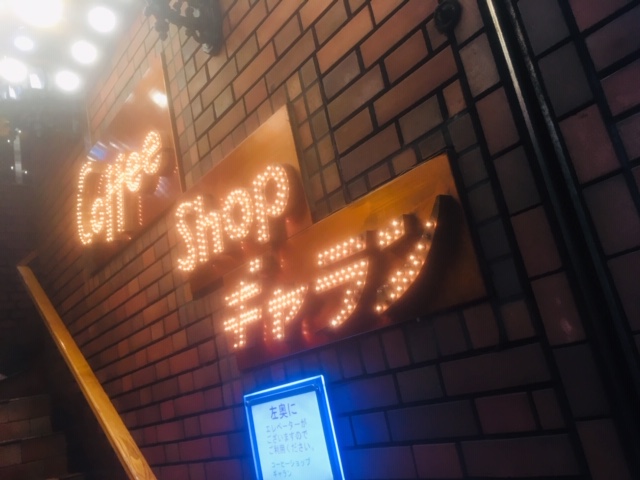 Coffee
Shop
ギャラン
左奥に
エレベーターが
ございますので
ご利用ください。
コーヒーショップ
ギャラン